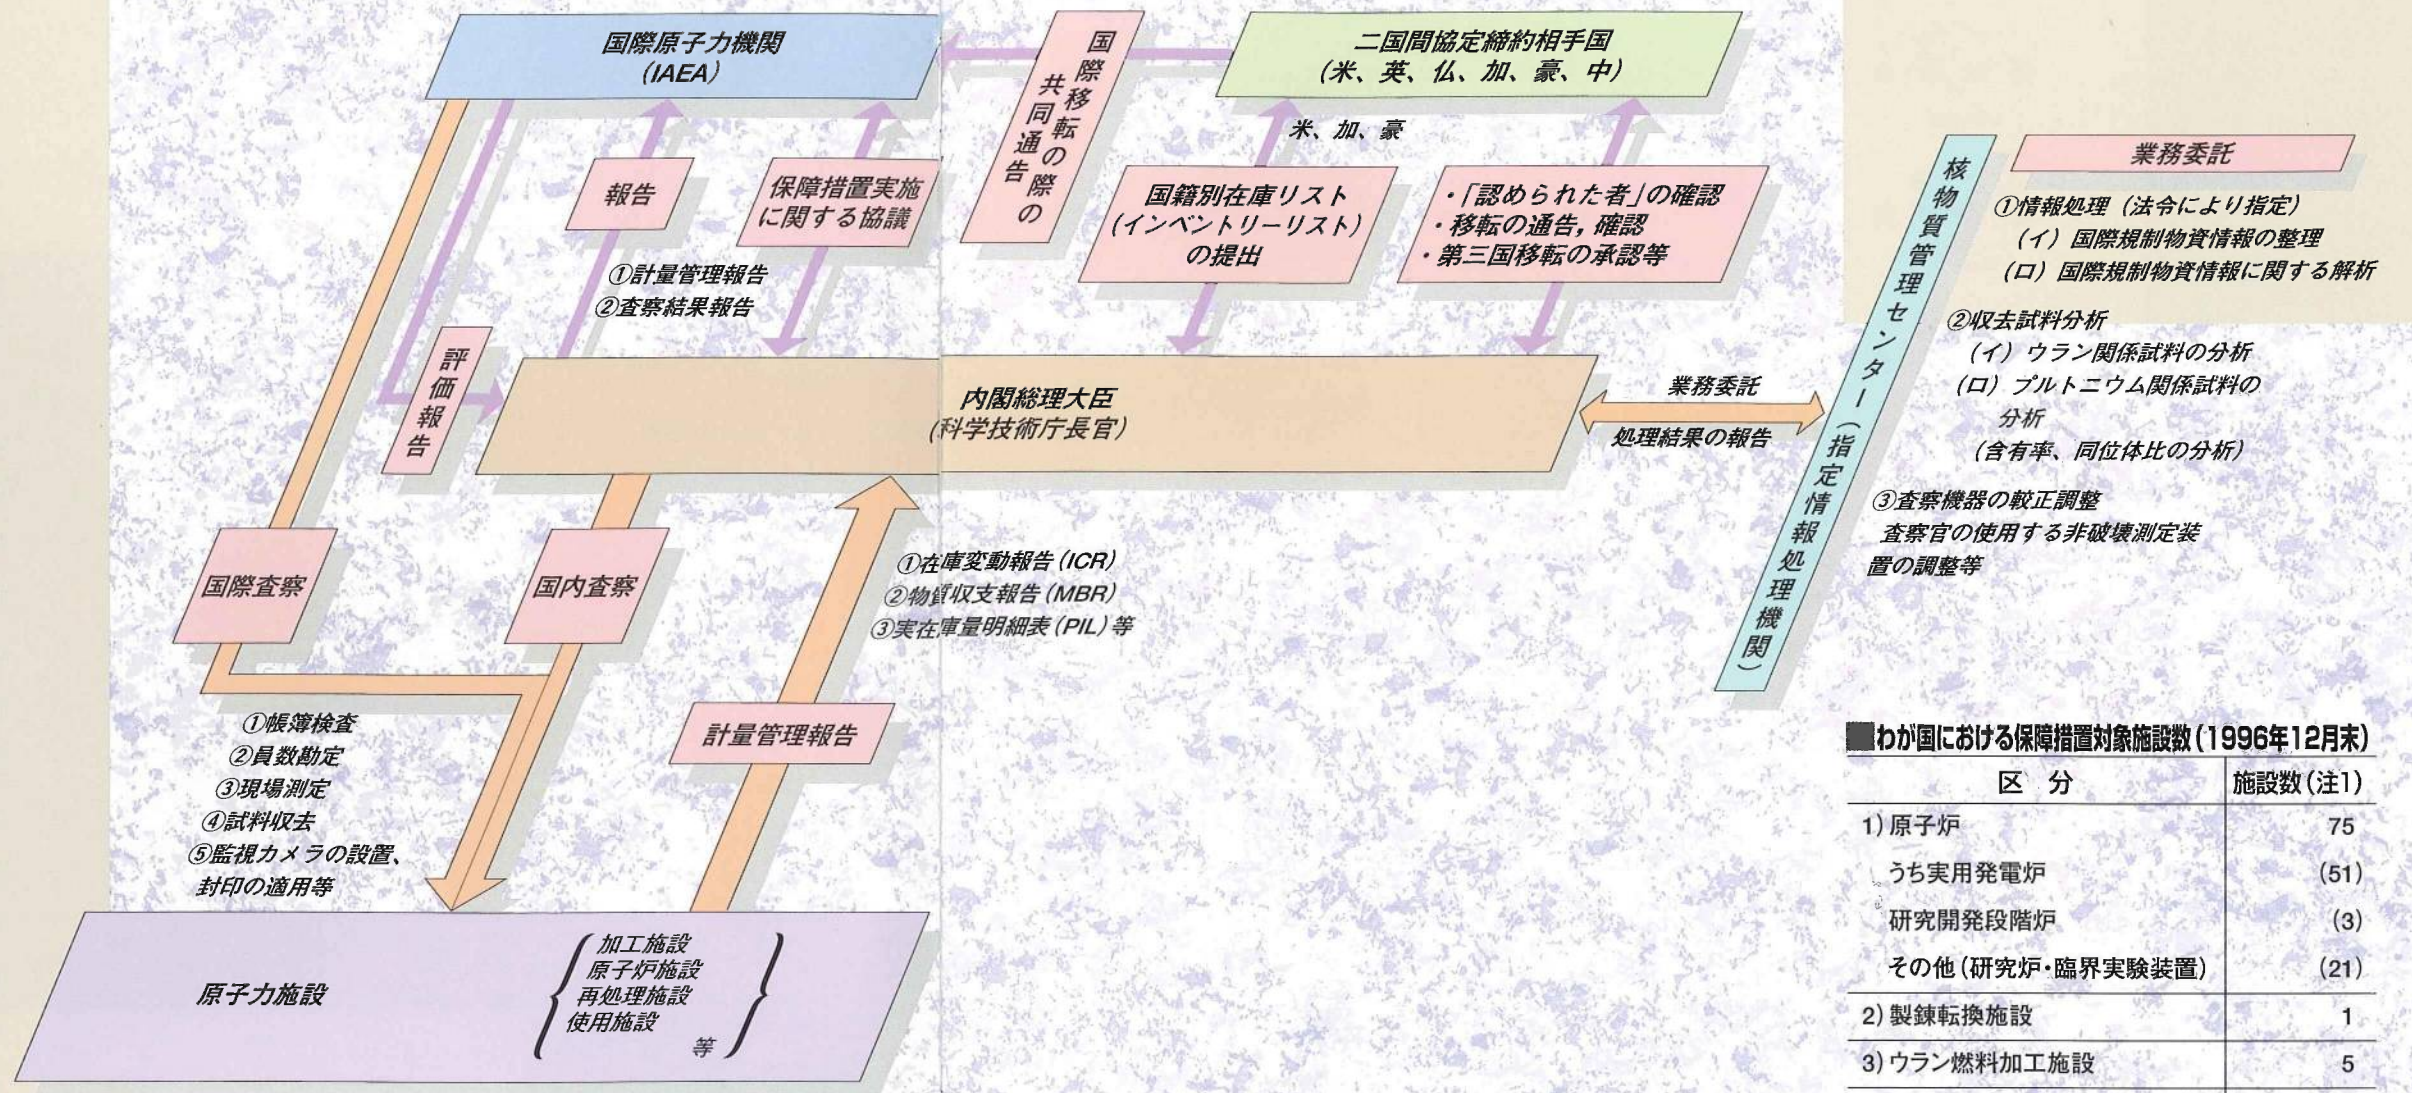 国際原子力機関
(IAEA)
国際移転の際の
共同通告
二国間協定締約相手国
(米、英、仏、加、豪、中)
米、加、豪
報告
保障措置実施
に関する協議
国籍別在庫リスト
(インベントリーリスト)
の提出
・「認められた者」の確認
・移転の通告，確認
・第三国移転の承認等
①計量管理報告
②査察結果報告
評価報告
内閣総理大臣
(科学技術庁長官)
業務委託
処理結果の報告
核物質管理センター(指定情報処理機関)
業務委託
①情報処理（法令により指定）
（イ）国際規制物資情報の整理
（ロ）国際規制物資情報に関する解析
②収去試料分析
（イ）ウラン関係試料の分析
（ロ）プルトニウム関係試料の
分析
（含有率、同位体比の分析）
③査察機器の較正調整
査察官の使用する非破壊測定装
置の調整等
国際査察
国内査察
①在庫変動報告(ICR)
②物質収支報告(MBR)
③実在庫量明細表(PIL)等
計量管理報告
①帳簿検査
②員数勘定
③現場測定
④試料収去
⑤監視カメラの設置、
封印の適用等
原子力施設
加工施設
原子炉施設
再処理施設
使用施設
等
■わが国における保障措置対象施設数(1996年12月末)
区　分　施設数(注1)
1)原子炉　75
うち実用発電炉　(51)
研究開発段階炉　(3)
その他(研究炉・臨界実験装置)　(21)
2)製錬転換施設　1
3)ウラン燃料加工施設　5